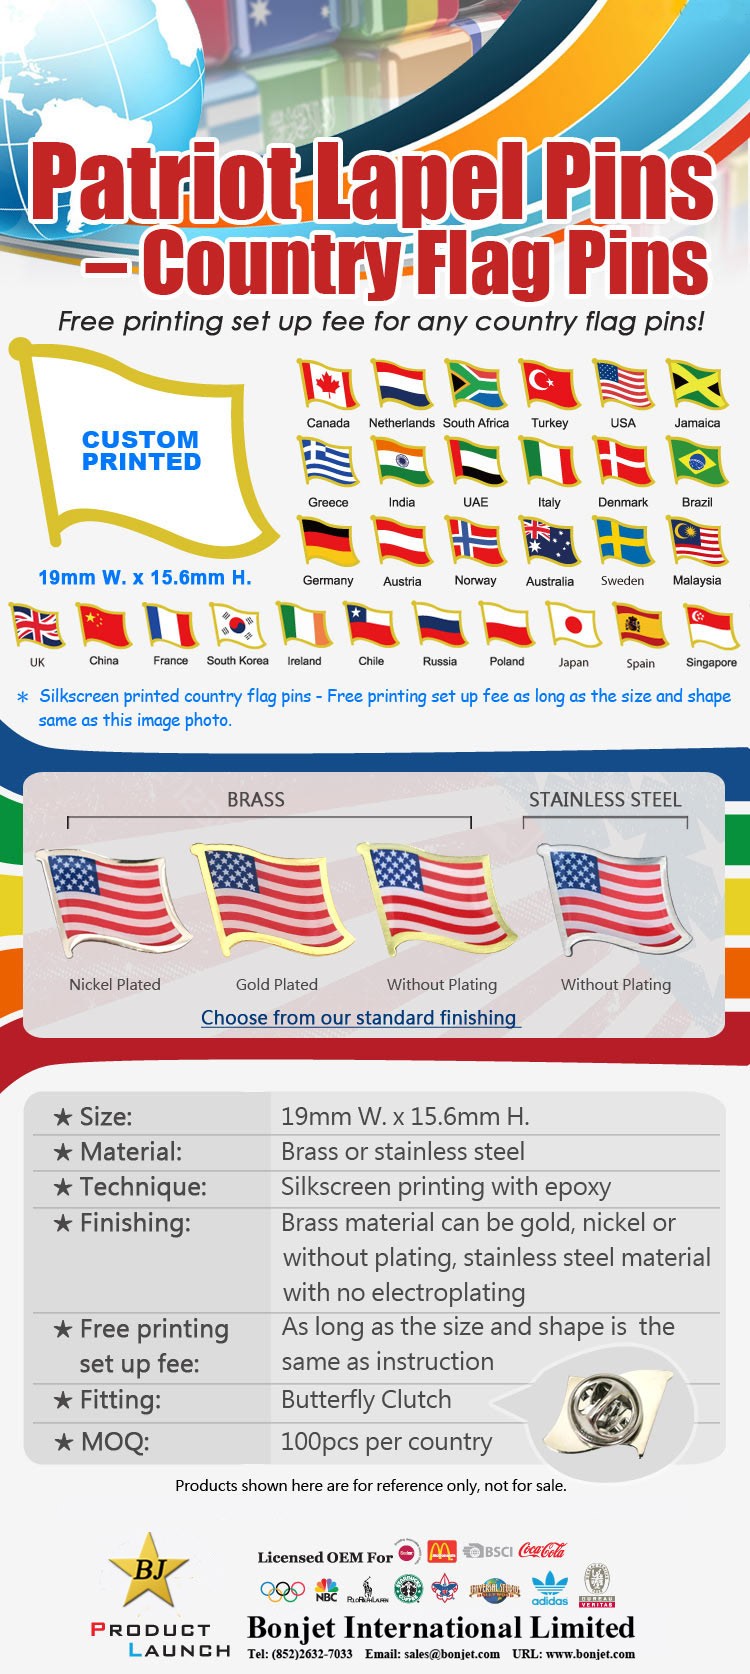 Patriot Lapel Pins
– Country Flag Pins
Free printing set up fee for any country flag pins!
CUSTOM
PRINTED
19mm W. x 15.6mm H.
Canada Netherlands South Africa Turkey USA Jamaica
Greece India UAE Italy Denmark Brazil
Germany Austria Norway Australia Sweden Malaysia
UK China France South Korea Ireland Chile Russia Poland Japan Spain Singapore
* Silkscreen printed country flag pins - Free printing set up fee as long as the size and shape
same as this image photo.
BRASS STAINLESS STEEL
Nickel Plated Gold Plated Without Plating Without Plating
Choose from our standard finishing
★ Size: 19mm W. x 15.6mm H.
★ Material: Brass or stainless steel
★ Technique: Silkscreen printing with epoxy
★ Finishing: Brass material can be gold, nickel or
without plating, stainless steel material
with no electroplating
★ Free printing As long as the size and shape is the
set up fee: same as instruction
★ Fitting: Butterfly Clutch
★ MOQ: 100pcs per country
Products shown here are for reference only, not for sale.
BJ
PRODUCT
LAUNCH
Licensed OEM For
McDonald's BSCI Coca-Cola
NBC POLO RALPH LAUREN UNIVERSAL STUDIOS adidas BUREAU
VERITAS
Bonjet International Limited
Tel: (852)2632-7033 Email: sales@bonjet.com URL: www.bonjet.com